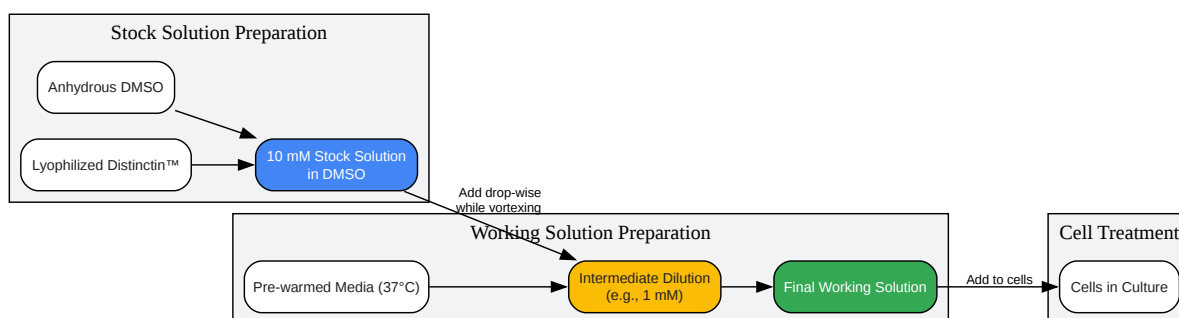 Stock Solution Preparation
Anhydrous DMSO
Lyophilized Distinctin™
10 mM Stock Solution
in DMSO
Add drop-wise
while vortexing
Working Solution Preparation
Pre-warmed Media (37°C)
Intermediate Dilution
(e.g., 1 mM)
Final Working Solution
Add to cells
Cell Treatment
Cells in Culture